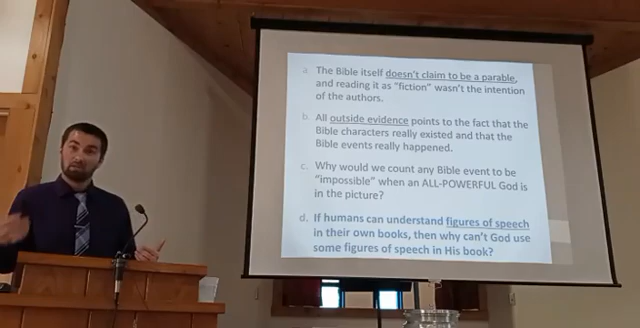 a. The Bible itself doesn't claim to be a parable,
and reading it as "fiction" wasn't the intention
of the authors.
b. All outside evidence points to the fact that the
Bible characters really existed and that the
Bible events really happened.
c. Why would we count any Bible event to be
"impossible" when an ALL-POWERFUL God is
in the picture?
d. If humans can understand figures of speech
in their own books, then why can't God use
some figures of speech in His book?